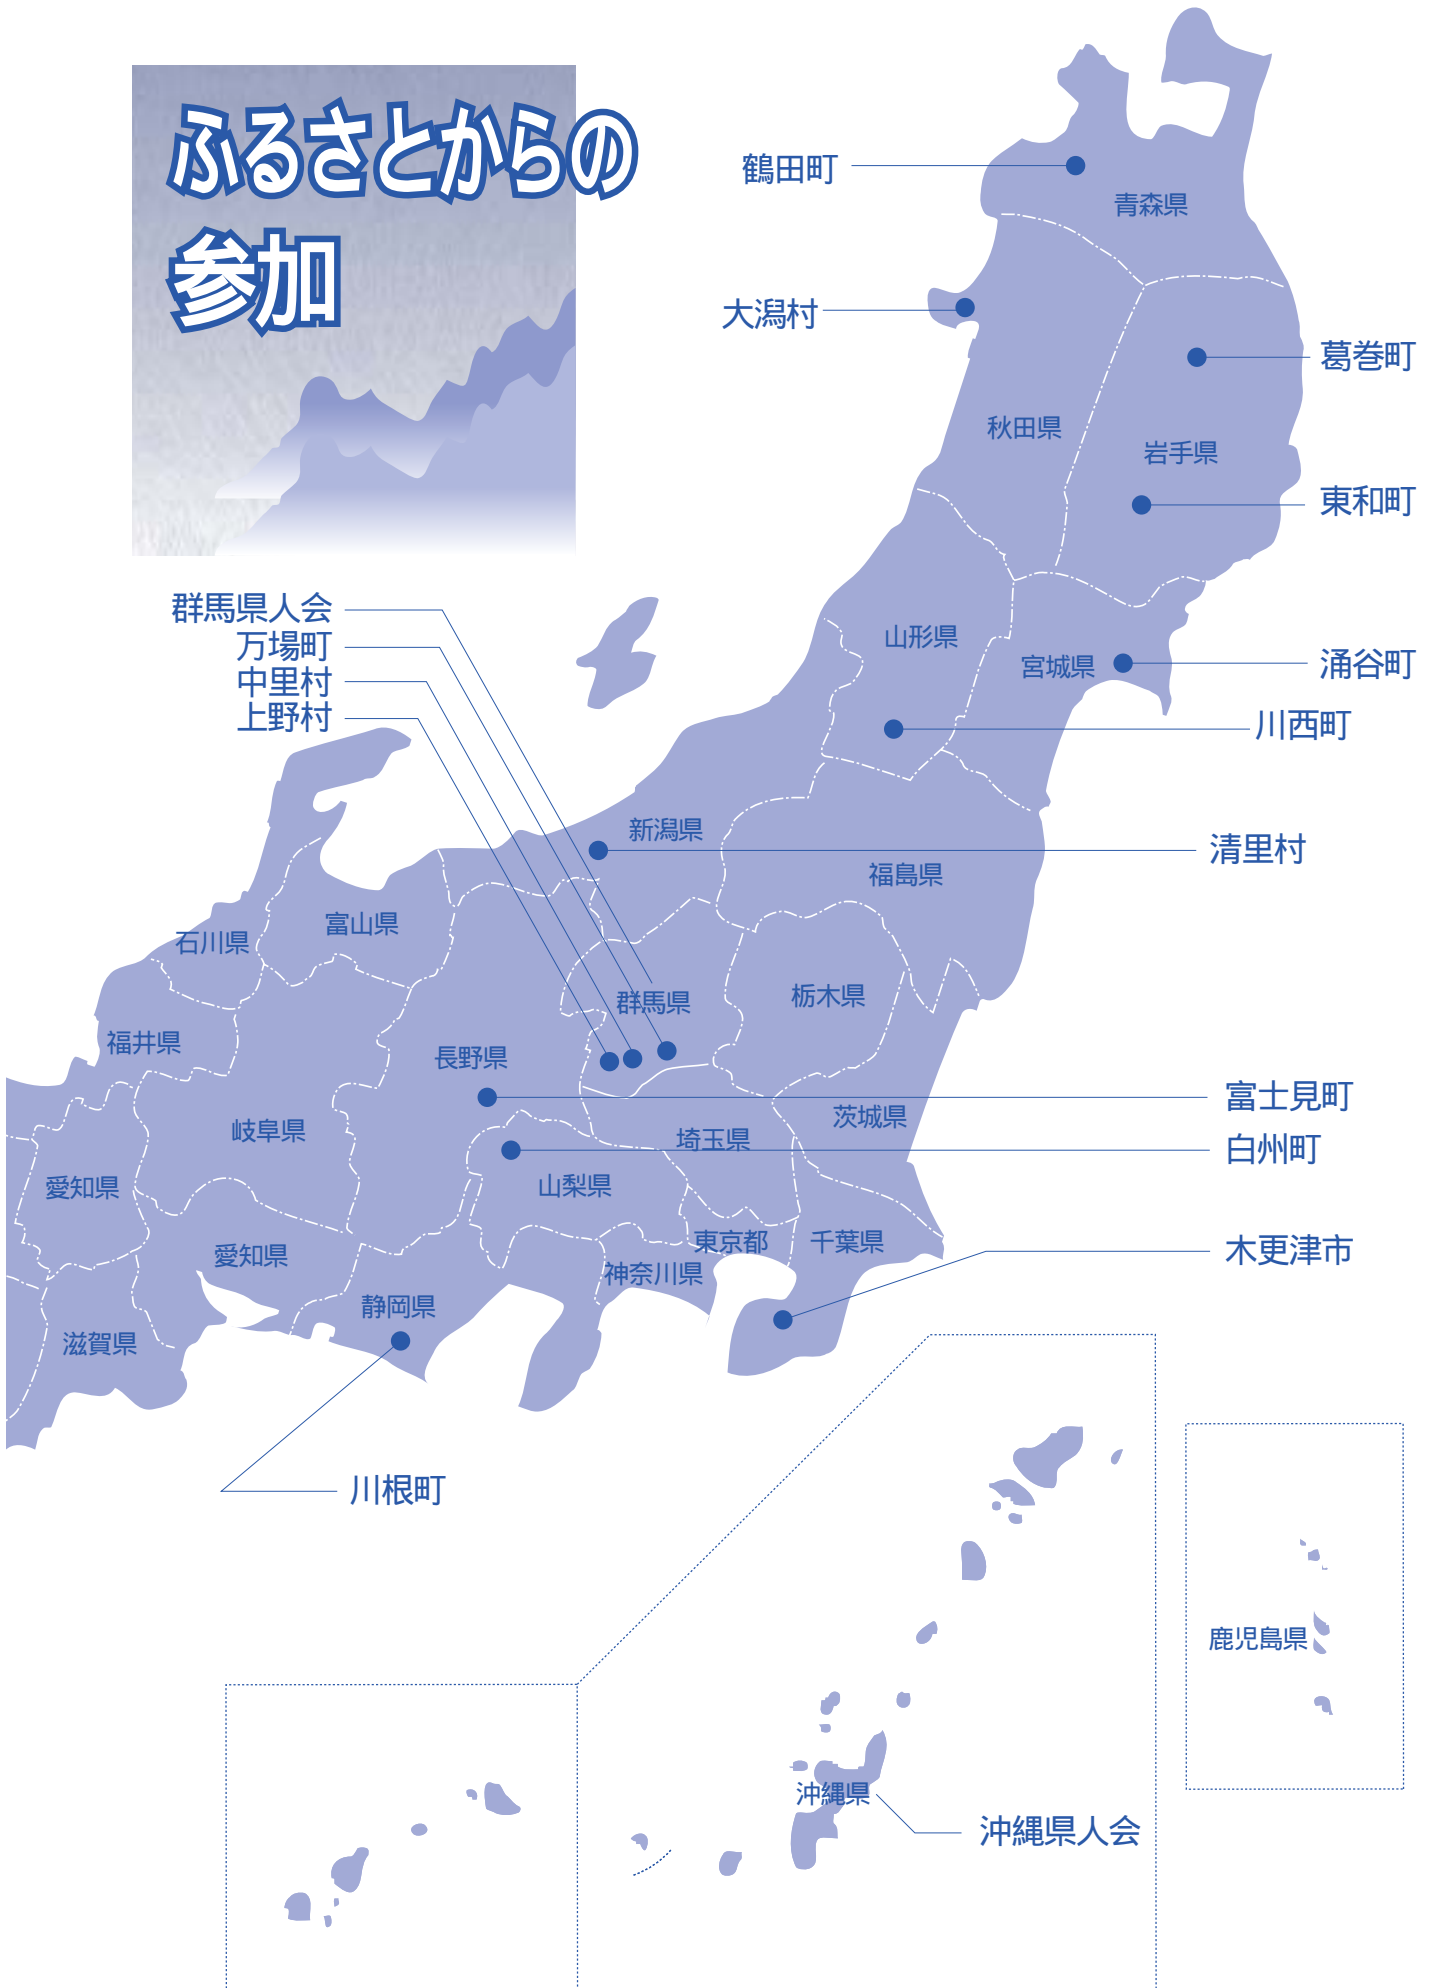 ふるさとからの
参加
鶴田町
青森県
大潟村
葛巻町
秋田県
岩手県
東和町
群馬県人会
万場町
中里村
上野村
山形県
宮城県
涌谷町
川西町
新潟県
清里村
福島県
富山県
石川県
栃木県
群馬県
福井県
長野県
富士見町
岐阜県
茨城県
埼玉県
白州町
愛知県
山梨県
愛知県
東京都
千葉県
木更津市
神奈川県
静岡県
滋賀県
川根町
鹿児島県
沖縄県
沖縄県人会